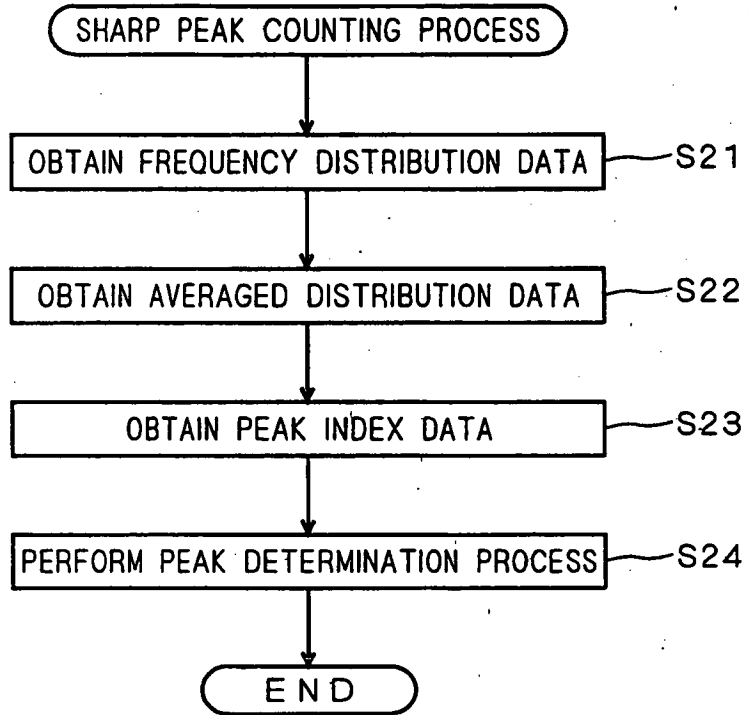 SHARP PEAK COUNTING PROCESS
OBTAIN FREQUENCY DISTRIBUTION DATA S21
OBTAIN AVERAGED DISTRIBUTION DATA S22
OBTAIN PEAK INDEX DATA S23
PERFORM PEAK DETERMINATION PROCESS S24
END